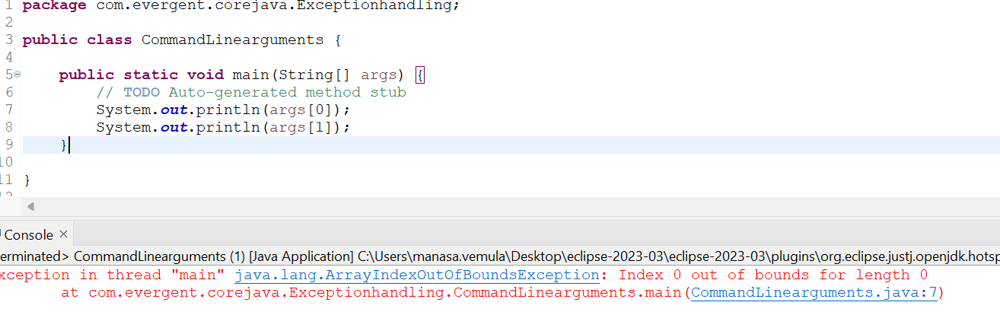 1 package com.evergent.corejava.Exceptionhandling;
2
3 public class CommandLinearguments {
4
5 public static void main(String[] args) {
6 // TODO Auto-generated method stub
7 System.out.println(args[0]);
8 System.out.println(args[1]);
9 }
10
11 }
12
Console ×
erminated> CommandLinearguments (1) [Java Application] C:\Users\manasa.vemula\Desktop\eclipse-2023-03\eclipse-2023-03\plugins\org.eclipse.justj.openjdk.hotsp
xception in thread "main" java.lang.ArrayIndexOutOfBoundsException: Index 0 out of bounds for length 0
at com.evergent.corejava.Exceptionhandling.CommandLinearguments.main(CommandLinearguments.java:7)